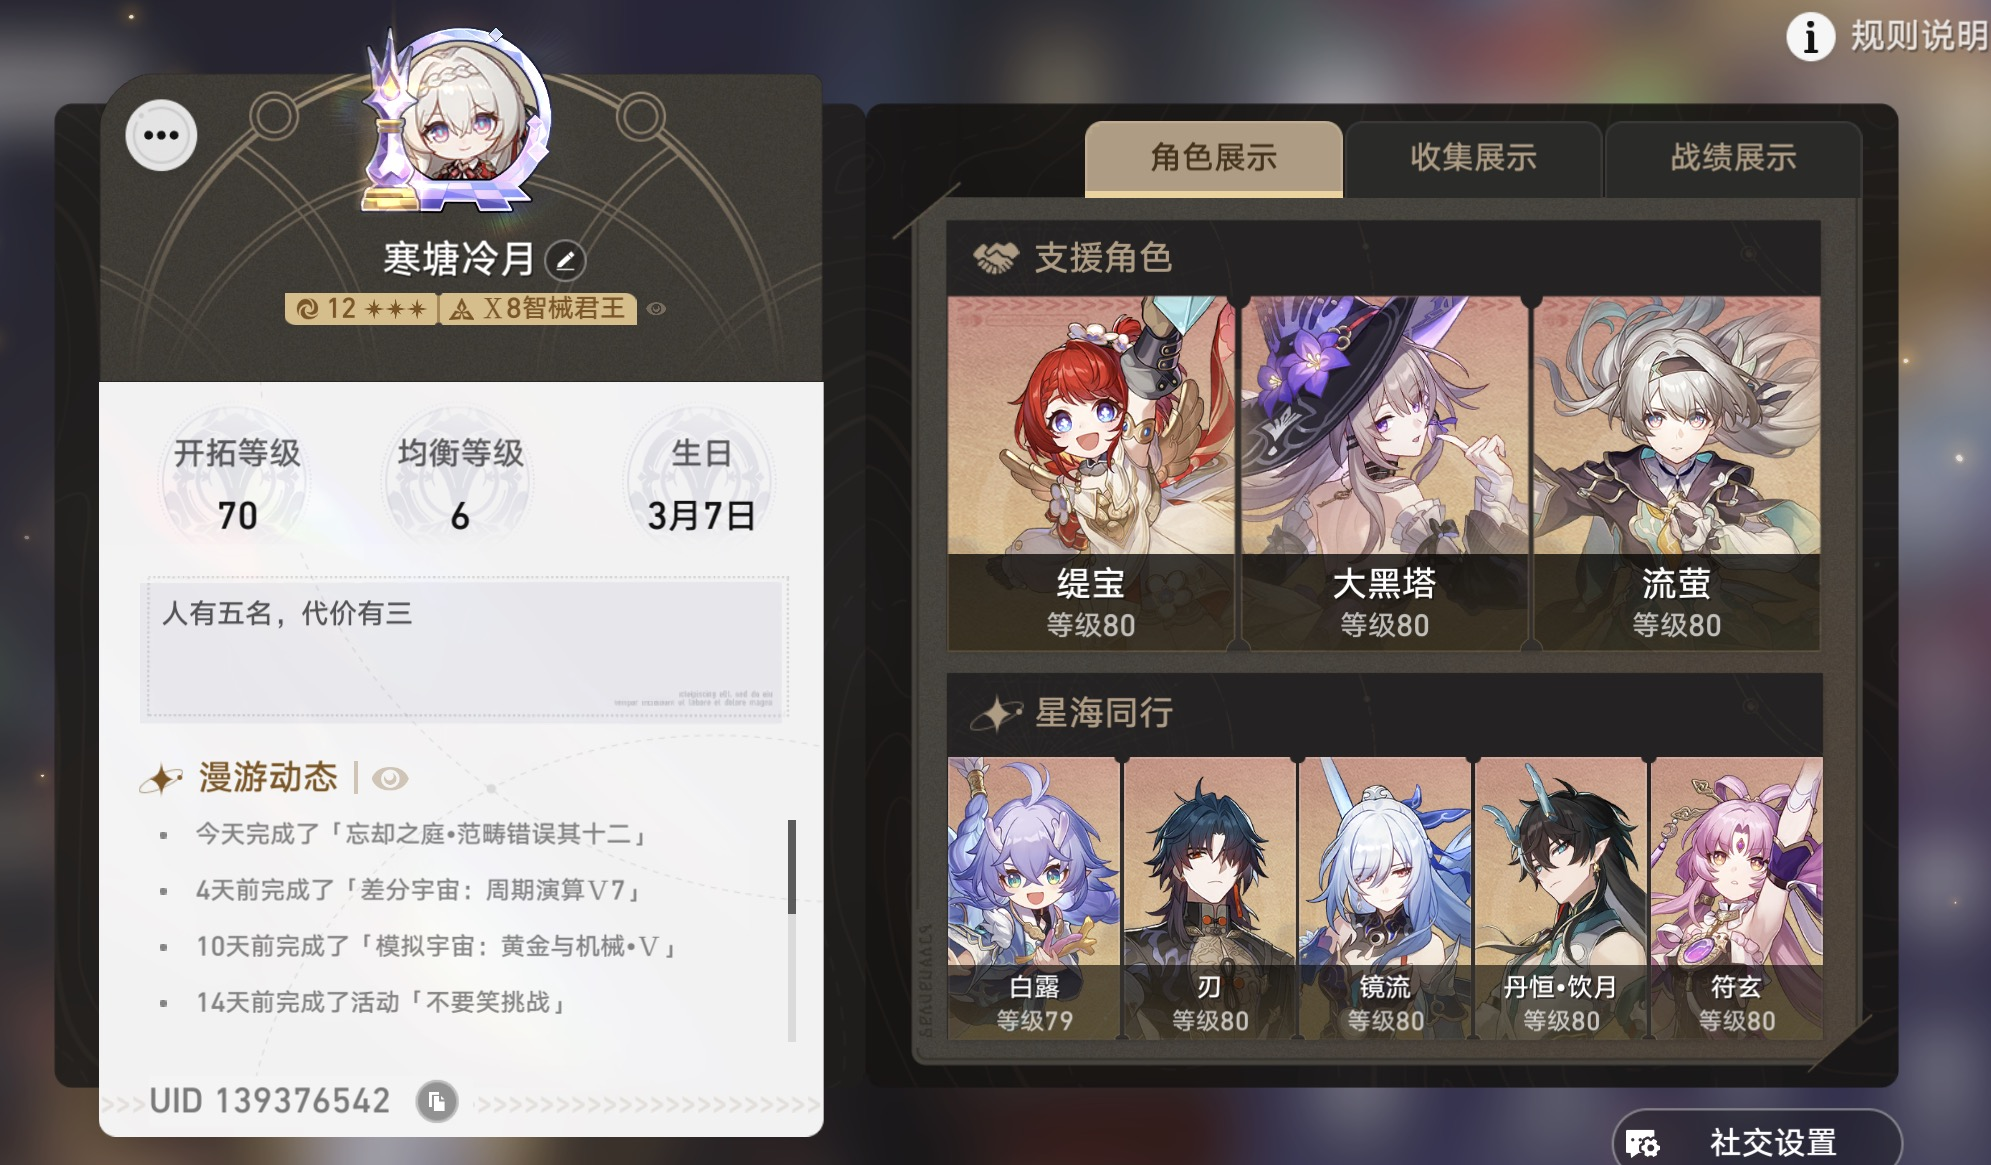 规则说明
寒塘冷月
12
X8智械君王
开拓等级
70
均衡等级
6
生日
3月7日
人有五名，代价有三
漫游动态
今天完成了「忘却之庭•范畴错误其十二」
4天前完成了「差分宇宙：周期演算V7」
10天前完成了「模拟宇宙：黄金与机械•V」
14天前完成了活动「不要笑挑战」
UID 139376542
角色展示
收集展示
战绩展示
支援角色
缇宝
等级80
大黑塔
等级80
流萤
等级80
星海同行
白露
等级79
刃
等级80
镜流
等级80
丹恒•饮月
等级80
符玄
等级80
社交设置